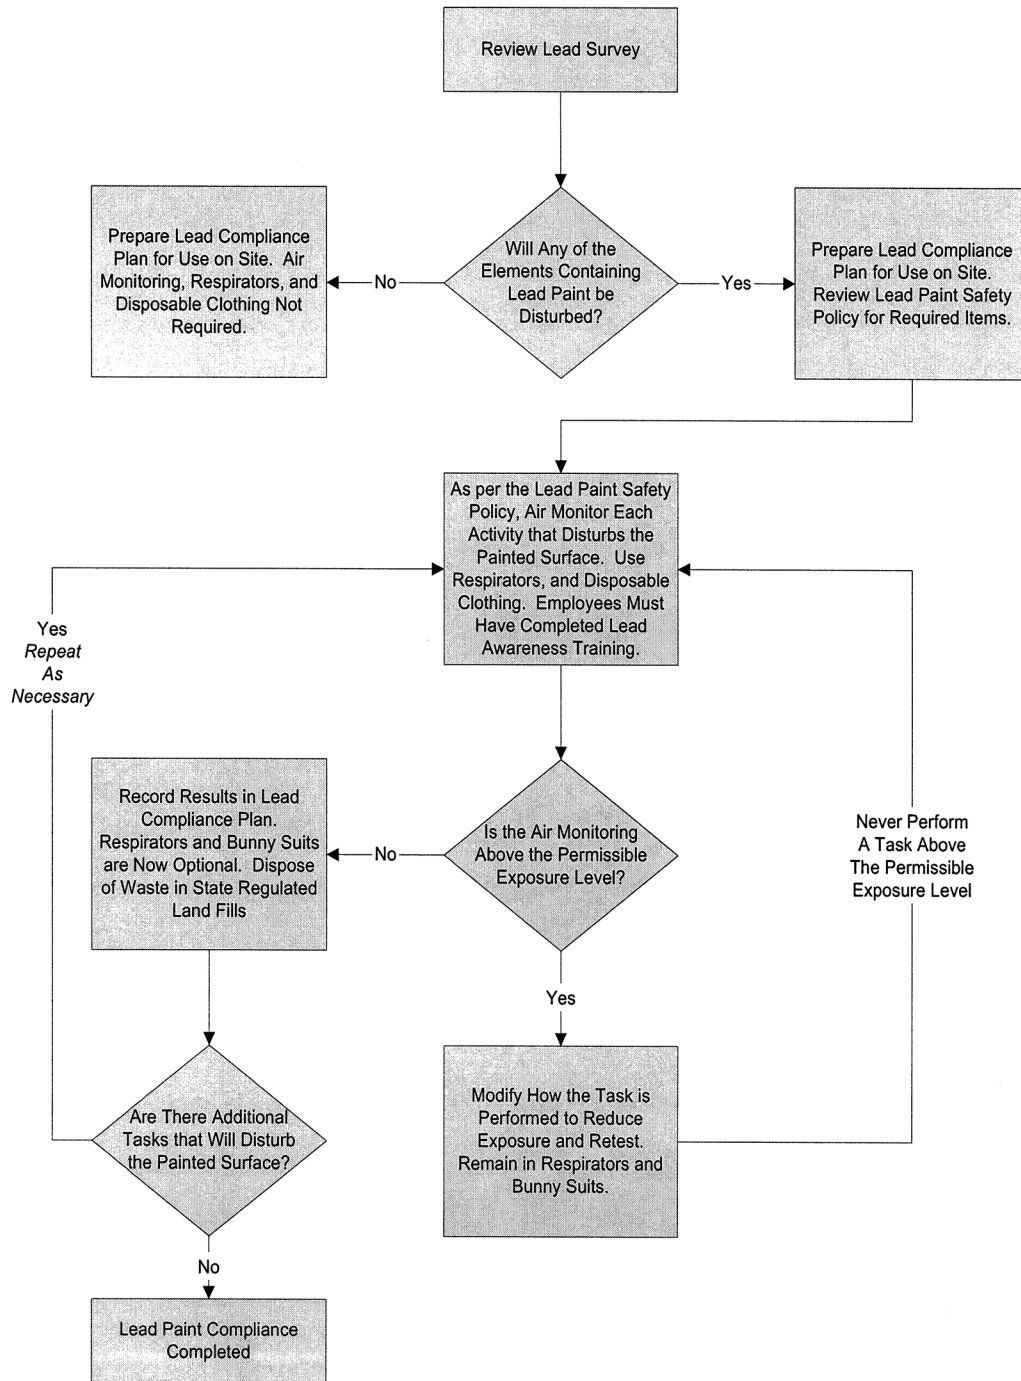 Review Lead Survey
Prepare Lead Compliance
Plan for Use on Site.  Air
Monitoring, Respirators, and
Disposable Clothing Not
Required.
No
Will Any of the
Elements Containing
Lead Paint be
Disturbed?
Yes
Prepare Lead Compliance
Plan for Use on Site.
Review Lead Paint Safety
Policy for Required Items.
As per the Lead Paint Safety
Policy, Air Monitor Each
Activity that Disturbs the
Painted Surface.  Use
Respirators, and Disposable
Clothing.  Employees Must
Have Completed Lead
Awareness Training.
Yes
Repeat
As
Necessary
Record Results in Lead
Compliance Plan.
Respirators and Bunny Suits
are Now Optional.  Dispose
of Waste in State Regulated
Land Fills
No
Is the Air Monitoring
Above the Permissible
Exposure Level?
Never Perform
A Task Above
The Permissible
Exposure Level
Yes
Modify How the Task is
Performed to Reduce
Exposure and Retest.
Remain in Respirators and
Bunny Suits.
Are There Additional
Tasks that Will Disturb
the Painted Surface?
No
Lead Paint Compliance
Completed